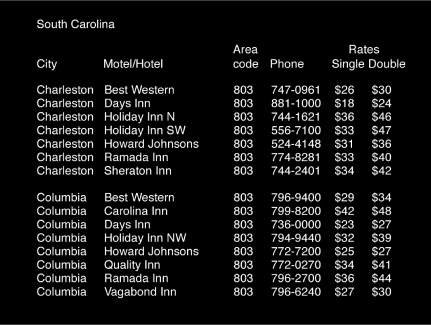 South Carolina
Area Rates
City Motel/Hotel code Phone Single Double
Charleston Best Western 803 747-0961 $26 $30
Charleston Days Inn 803 881-1000 $18 $24
Charleston Holiday Inn N 803 744-1621 $36 $46
Charleston Holiday Inn SW 803 556-7100 $33 $47
Charleston Howard Johnsons 803 524-4148 $31 $36
Charleston Ramada Inn 803 774-8281 $33 $40
Charleston Sheraton Inn 803 744-2401 $34 $42
Columbia Best Western 803 796-9400 $29 $34
Columbia Carolina Inn 803 799-8200 $42 $48
Columbia Days Inn 803 736-0000 $23 $27
Columbia Holiday Inn NW 803 794-9440 $32 $39
Columbia Howard Johnsons 803 772-7200 $25 $27
Columbia Quality Inn 803 772-0270 $34 $41
Columbia Ramada Inn 803 796-2700 $36 $44
Columbia Vagabond Inn 803 796-6240 $27 $30